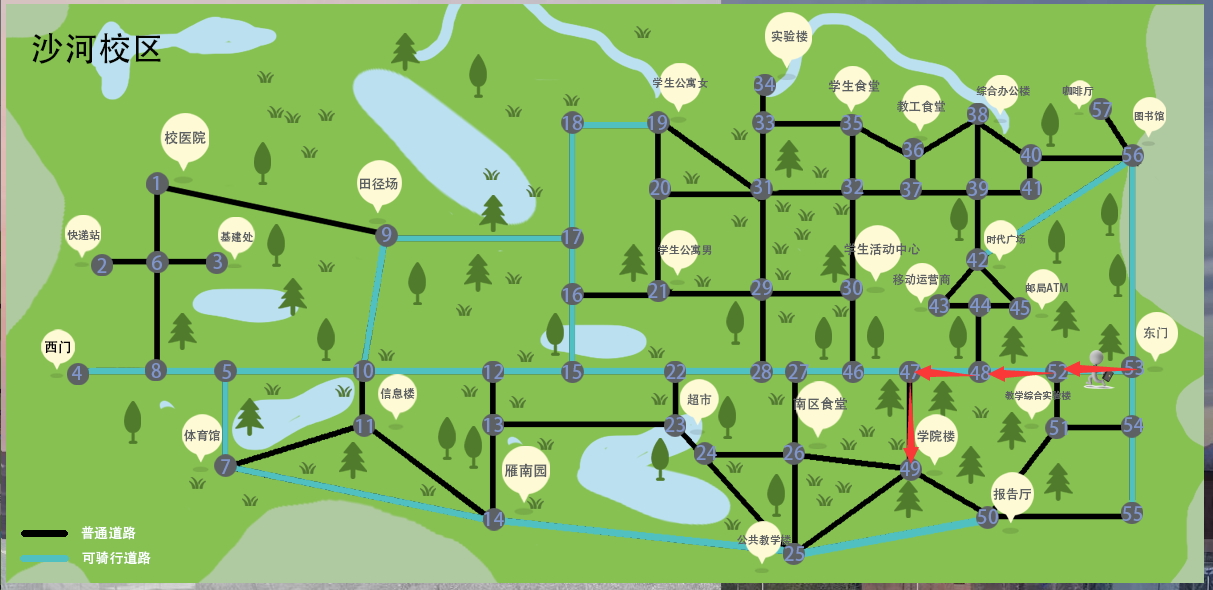 沙河校区
实验楼
34
学生公寓女
学生食堂
综合办公楼
咖啡厅
57
教工食堂
图书馆
校医院
18
19
33
35
38
36
40
56
田径场
1
20
31
32
37
39
41
快递站
基建处
9
17
学生公寓男
学生活动中心
时代广场
2
6
3
42
移动运营商
邮局ATM
16
21
29
30
43
44
45
西门
东门
4
8
5
10
12
15
22
28
27
46
47
48
52
53
信息楼
超市
南区食堂
教学综合实验楼
体育馆
11
13
23
学院楼
51
54
7
24
26
49
雁南园
报告厅
14
50
55
普通道路
公共教学楼
25
可骑行道路